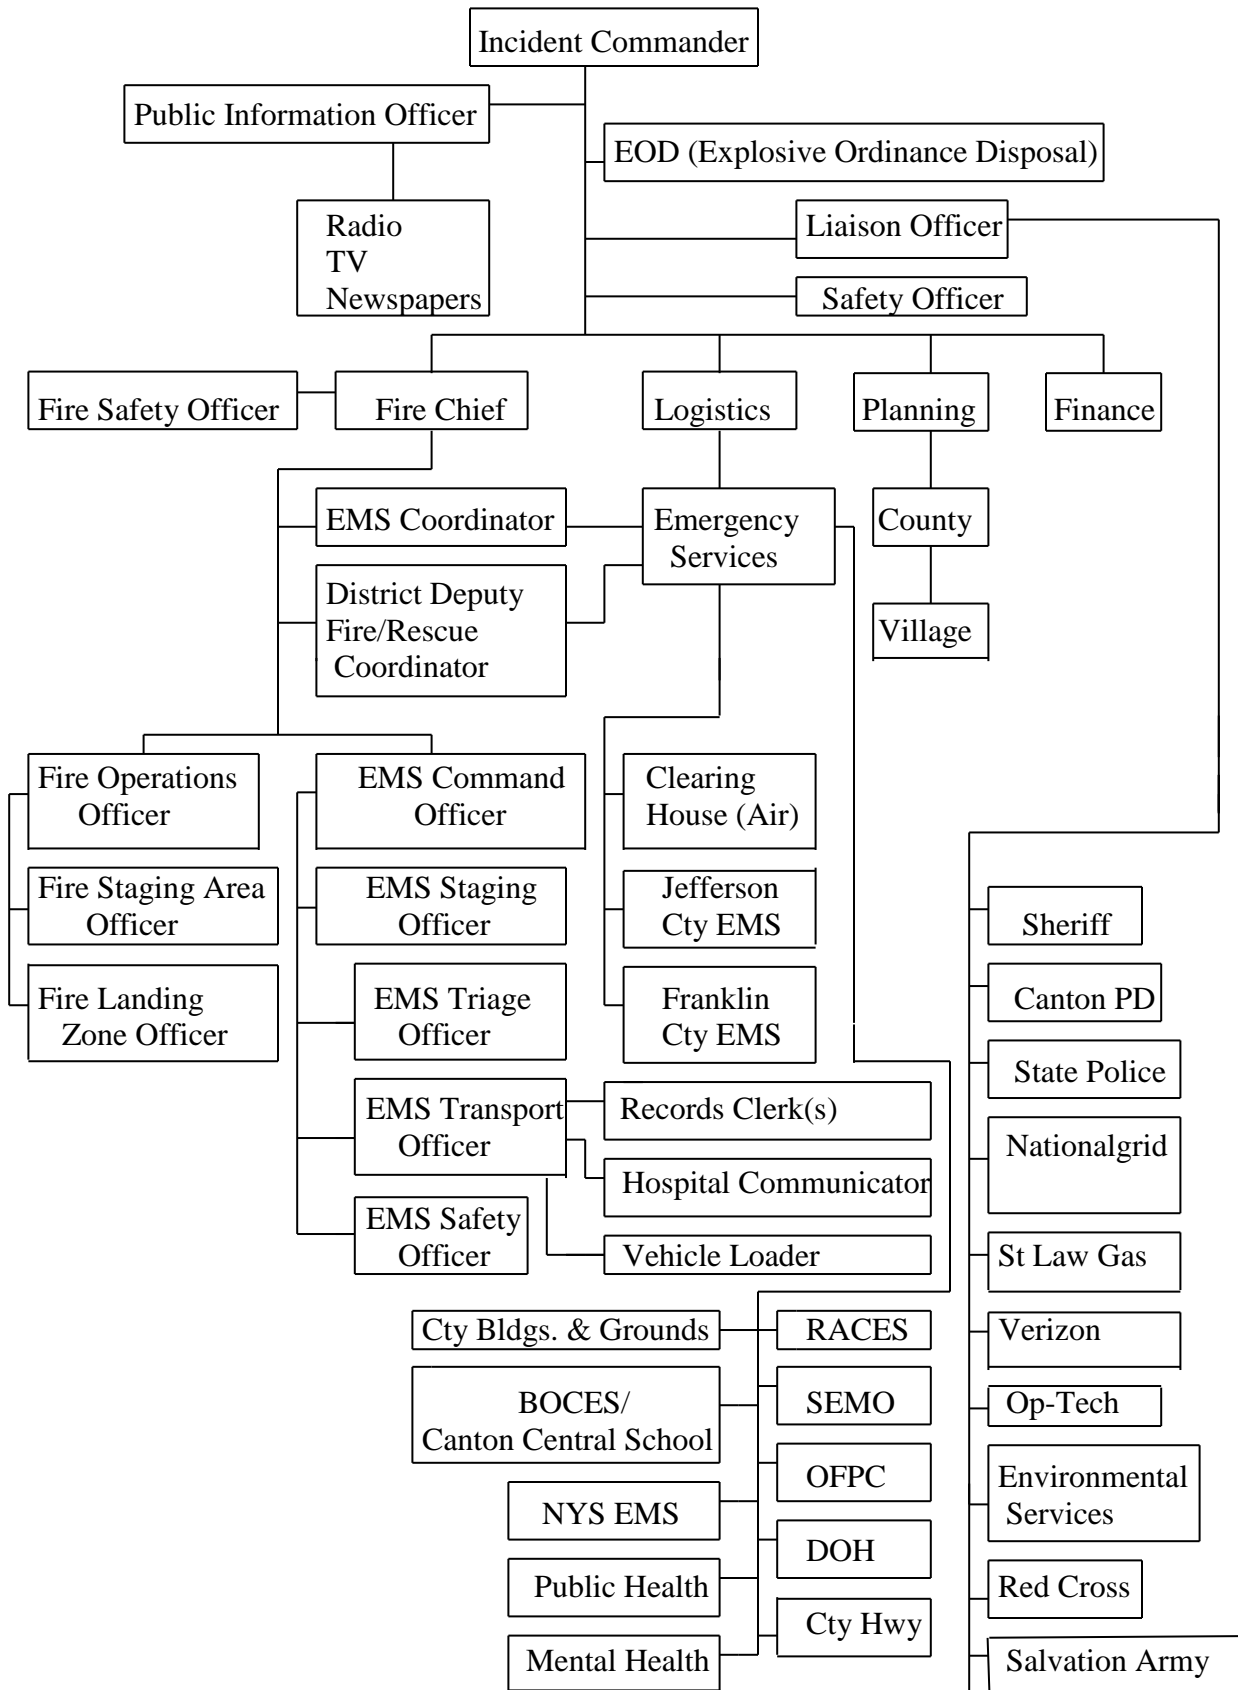 Incident Commander
Public Information Officer
EOD (Explosive Ordinance Disposal)
Radio
TV
Newspapers
Liaison Officer
Safety Officer
Fire Safety Officer
Fire Chief
Logistics
Planning
Finance
EMS Coordinator
Emergency
Services
County
District Deputy
Fire/Rescue
Coordinator
Village
Fire Operations
Officer
EMS Command
Officer
Clearing
House (Air)
Fire Staging Area
Officer
EMS Staging
Officer
Jefferson
Cty EMS
Sheriff
Fire Landing
Zone Officer
EMS Triage
Officer
Franklin
Cty EMS
Canton PD
State Police
EMS Transport
Officer
Records Clerk(s)
Nationalgrid
Hospital Communicator
EMS Safety
Officer
Vehicle Loader
St Law Gas
Cty Bldgs. & Grounds
RACES
Verizon
BOCES/
Canton Central School
SEMO
Op-Tech
OFPC
Environmental
Services
NYS EMS
DOH
Public Health
Red Cross
Cty Hwy
Mental Health
Salvation Army